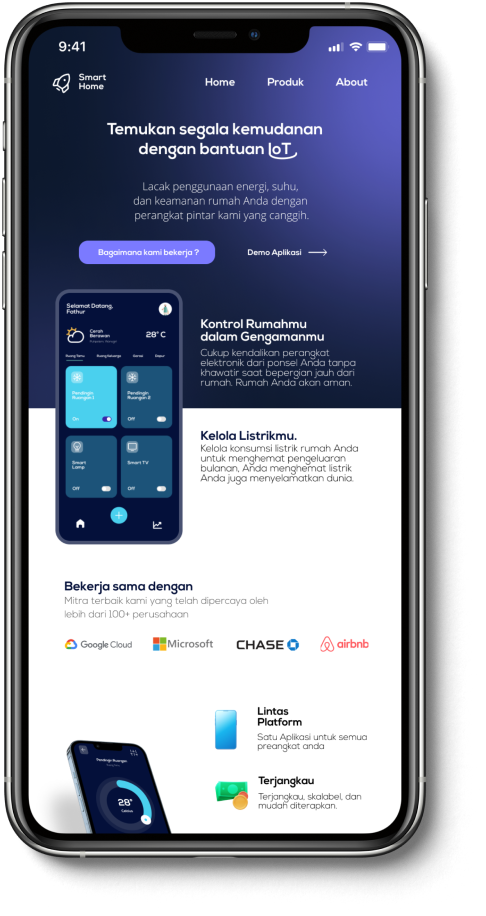 9:41
Smart
Home
Home Produk About
Temukan segala kemudanan
dengan bantuan IoT
Lacak penggunaan energi, suhu,
dan keamanan rumah Anda dengan
perangkat pintar kami yang canggih.
Bagaimana kami bekerja ?
Demo Aplikasi
Selamat Datang,
Fathur
Cerah
Berawan
28° C
Ruang Tamu Ruang Keluarga Kamar Dapur
Pendingin
Ruangan 1
On
Pendingin
Ruangan 2
Off
Smart
Lamp
Off
Smart TV
Off
Kontrol Rumahmu
dalam Gengamanmu
Cukup kendalikan perangkat
elektronik dari ponsel Anda tanpa
khawatir saat bepergian jauh dari
rumah. Rumah Anda akan aman.
Kelola Listrikmu.
Kelola konsumsi listrik rumah Anda
untuk menghemat pengeluaran
bulanan, Anda menghemat listrik
Anda juga menyelamatkan dunia.
Bekerja sama dengan
Mitra terbaik kami yang telah dipercaya oleh
lebih dari 100+ perusahaan
Google Cloud
Microsoft
CHASE
airbnb
Lintas
Platform
Satu Aplikasi untuk semua
preangkat anda
Pendingin Ruangan
28°
Celcius
Terjangkau
Terjangkau, skalabel, dan
mudah diterapkan.